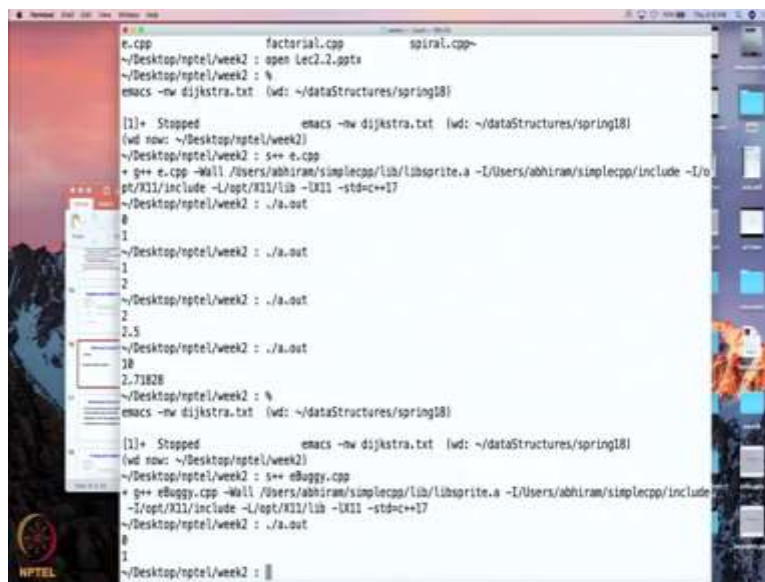 e.cpp factorial.cpp spiral.cpp~
~/Desktop/nptel/week2 : open Lec2.2.pptx
~/Desktop/nptel/week2 : %
emacs -nw dijkstra.txt (wd: ~/dataStructures/spring18)
[1]+ Stopped emacs -nw dijkstra.txt (wd: ~/dataStructures/spring18)
(wd now: ~/Desktop/nptel/week2)
~/Desktop/nptel/week2 : s++ e.cpp
+ g++ e.cpp -Wall /Users/abhiram/simplecpp/lib/libsprite.a -I/Users/abhiram/simplecpp/include -I/o
pt/X11/include -L/opt/X11/lib -lX11 -std=c++17
~/Desktop/nptel/week2 : ./a.out
0
1
~/Desktop/nptel/week2 : ./a.out
1
2
~/Desktop/nptel/week2 : ./a.out
2
2.5
~/Desktop/nptel/week2 : ./a.out
10
2.71828
~/Desktop/nptel/week2 : %
emacs -nw dijkstra.txt (wd: ~/dataStructures/spring18)
[1]+ Stopped emacs -nw dijkstra.txt (wd: ~/dataStructures/spring18)
(wd now: ~/Desktop/nptel/week2)
~/Desktop/nptel/week2 : s++ eBuggy.cpp
+ g++ eBuggy.cpp -Wall /Users/abhiram/simplecpp/lib/libsprite.a -I/Users/abhiram/simplecpp/include
-I/opt/X11/include -L/opt/X11/lib -lX11 -std=c++17
~/Desktop/nptel/week2 : ./a.out
0
1
~/Desktop/nptel/week2 :
NPTEL